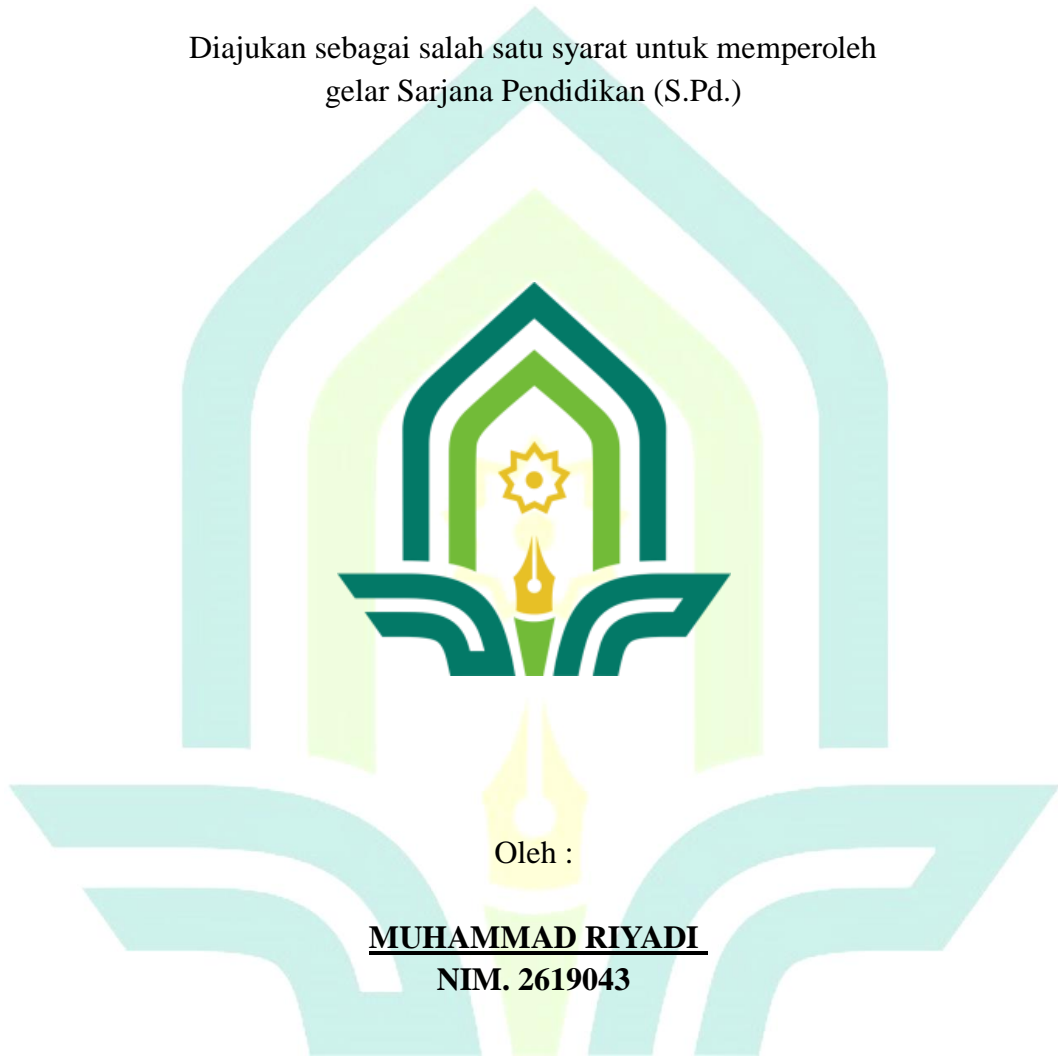 Diajukan sebagai salah satu syarat untuk memperoleh
gelar Sarjana Pendidikan (S.Pd.)
Oleh :
MUHAMMAD RIYADI
NIM. 2619043